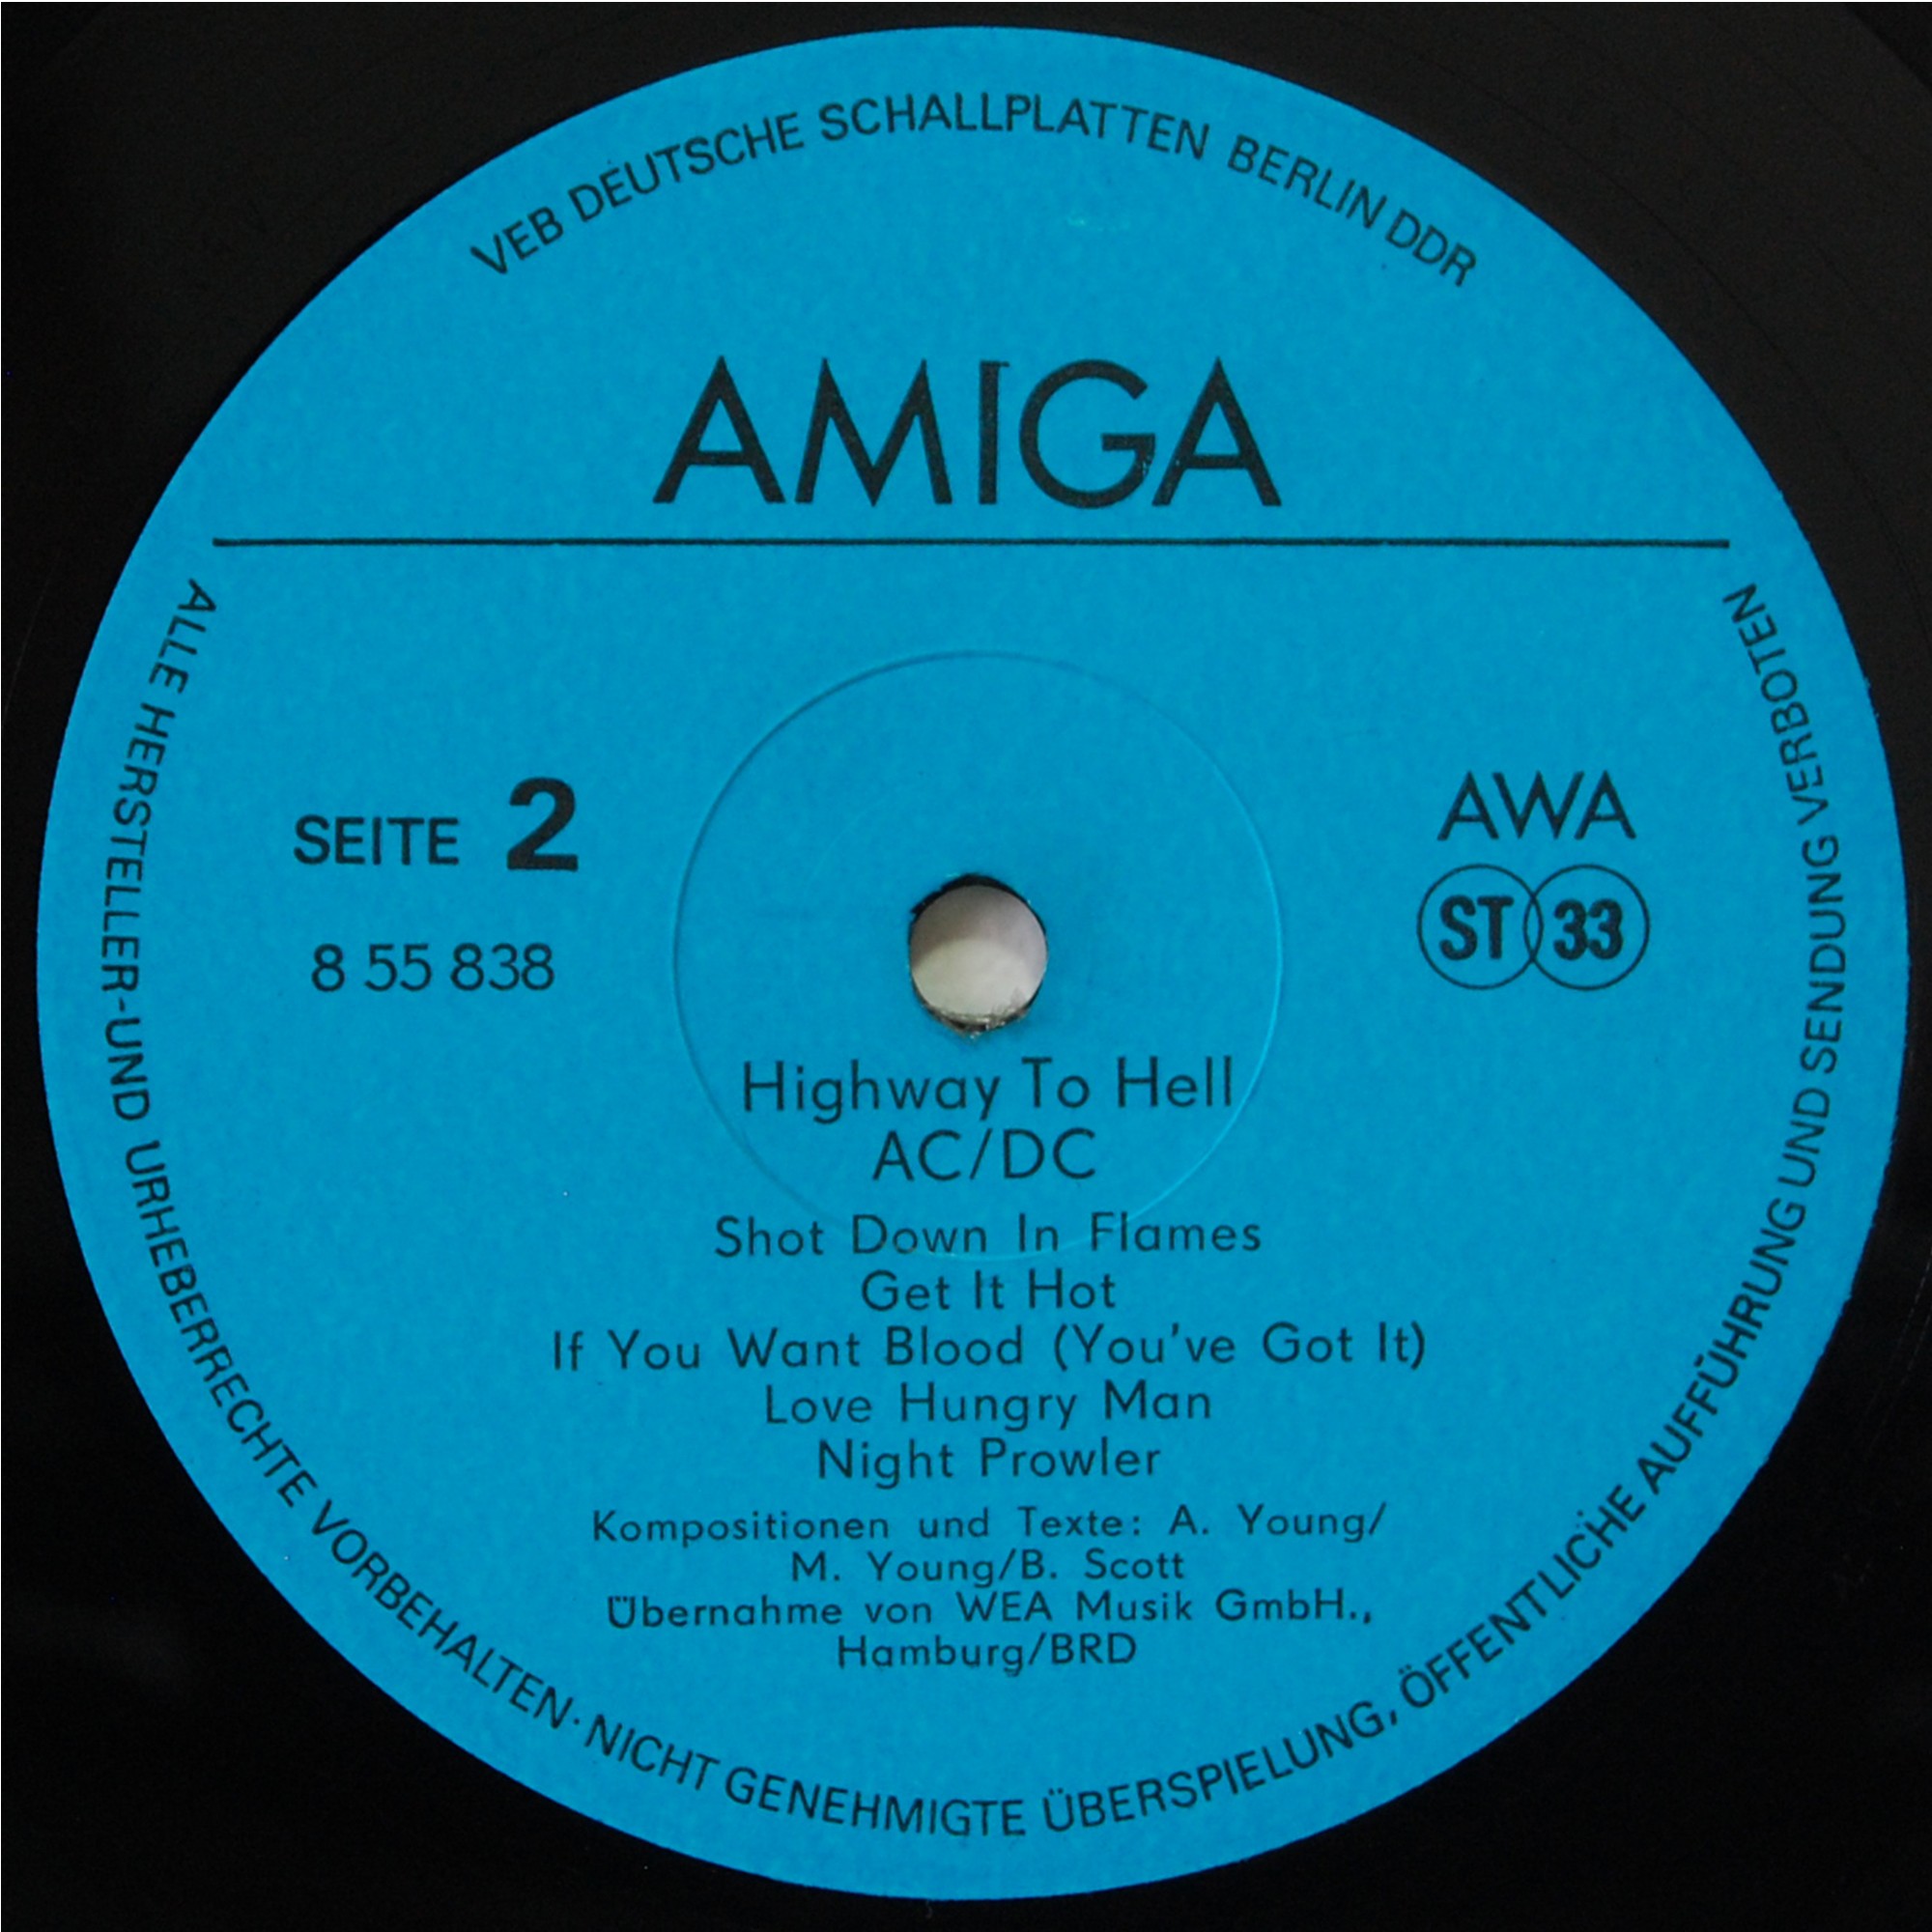 VEB DEUTSCHE SCHALLPLATTEN BERLIN DDR
AMIGA
SEITE 2
8 55 838
AWA
ST 33
Highway To Hell
AC/DC
Shot Down In Flames
Get It Hot
If You Want Blood (You've Got It)
Love Hungry Man
Night Prowler
Kompositionen und Texte: A. Young/
M. Young/B. Scott
Übernahme von WEA Musik GmbH.,
Hamburg/BRD
ALLE HERSTELLER-UND URHEBERRECHTE VORBEHALTEN · NICHT GENEHMIGTE ÜBERSPIELUNG, ÖFFENTLICHE AUFFÜHRUNG UND SENDUNG VERBOTEN